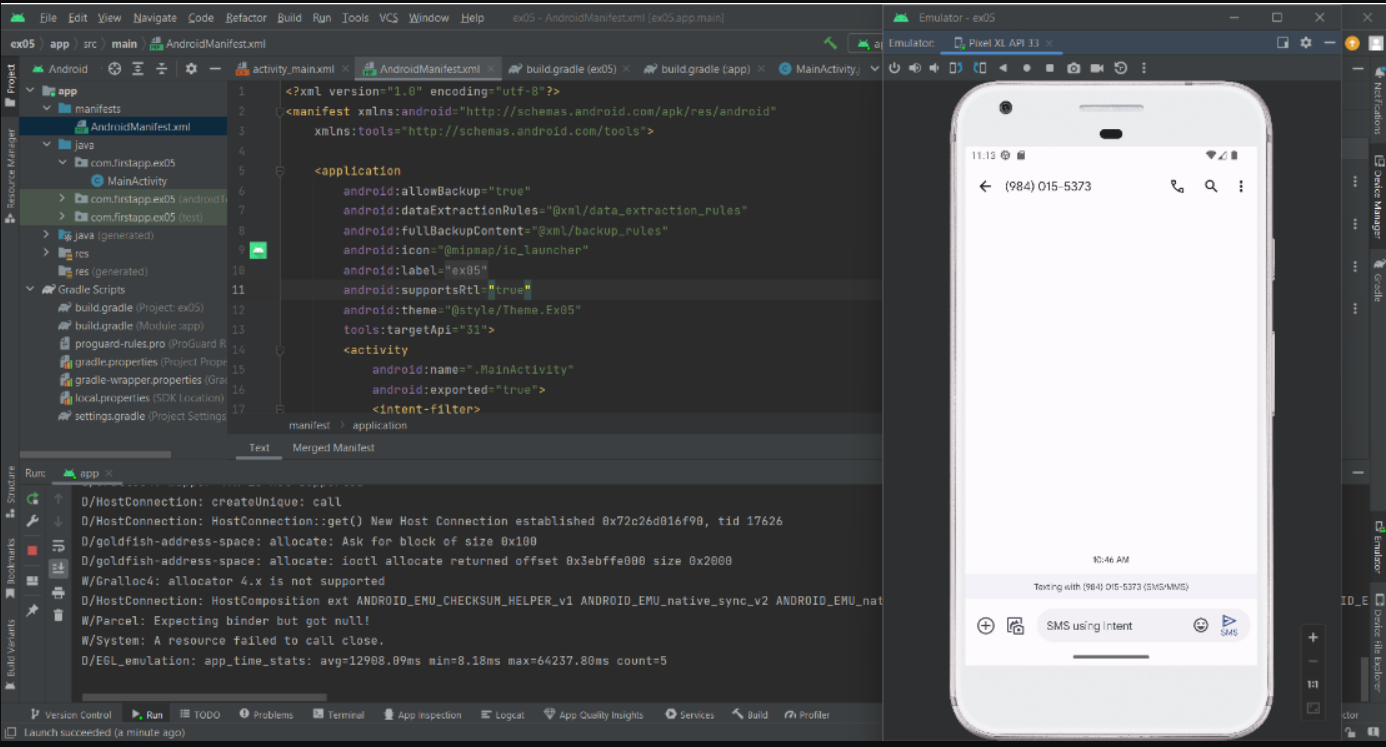 File Edit View Navigate Code Refactor Build Run Tools VCS Window Help ex05 - AndroidManifest.xml [ex05.app.main]
Emulator - ex05
ex05 app src main AndroidManifest.xml
Emulator: Pixel XL API 33
Android
activity_main.xml AndroidManifest.xml build.gradle (ex05) build.gradle (:app) MainActivity.
Project
Resource Manager
Structure
Bookmarks
Build Variants
app
manifests
AndroidManifest.xml
java
com.firstapp.ex05
MainActivity
com.firstapp.ex05
com.firstapp.ex05 (test)
java (generated)
res
res (generated)
Gradle Scripts
build.gradle (Project: ex05)
build.gradle (Module :app)
proguard-rules.pro (ProGuard R
gradle.properties (Project Prope
gradle-wrapper.properties (Grad
local.properties (SDK Location)
settings.gradle (Project Settings
1 <?xml version="1.0" encoding="utf-8"?>
2 <manifest xmlns:android="http://schemas.android.com/apk/res/android"
3 xmlns:tools="http://schemas.android.com/tools">
4
5 <application
6 android:allowBackup="true"
7 android:dataExtractionRules="@xml/data_extraction_rules"
8 android:fullBackupContent="@xml/backup_rules"
9 android:icon="@mipmap/ic_launcher"
10 android:label="ex05"
11 android:supportsRtl="true"
12 android:theme="@style/Theme.Ex05"
13 tools:targetApi="31">
14 <activity
15 android:name=".MainActivity"
16 android:exported="true">
17 <intent-filter>
manifest application
Text Merged Manifest
Run: app
D/HostConnection: createUnique: call
D/HostConnection: HostConnection::get() New Host Connection established 0x72c26d016f90, tid 17626
D/goldfish-address-space: allocate: Ask for block of size 0x100
D/goldfish-address-space: allocate: ioctl allocate returned offset 0x3ebffe000 size 0x2000
W/Gralloc4: allocator 4.x is not supported
D/HostConnection: HostComposition ext ANDROID_EMU_CHECKSUM_HELPER_v1 ANDROID_EMU_native_sync_v2 ANDROID_EMU_nat
W/Parcel: Expecting binder but got null!
W/System: A resource failed to call close.
D/EGL_emulation: app_time_stats: avg=12908.09ms min=8.18ms max=64237.80ms count=5
11:13
(984) 015-5373
10:46 AM
Texting with (984) 015-5373 (SMS/MMS)
SMS using Intent
SMS
1:1
Notifications
Device Manager
Gradle
Emulator
Device File Explorer
ID_E
Version Control Run TODO Problems Terminal App Inspection Logcat App Quality Insights Services Build Profiler
Launch succeeded (a minute ago)